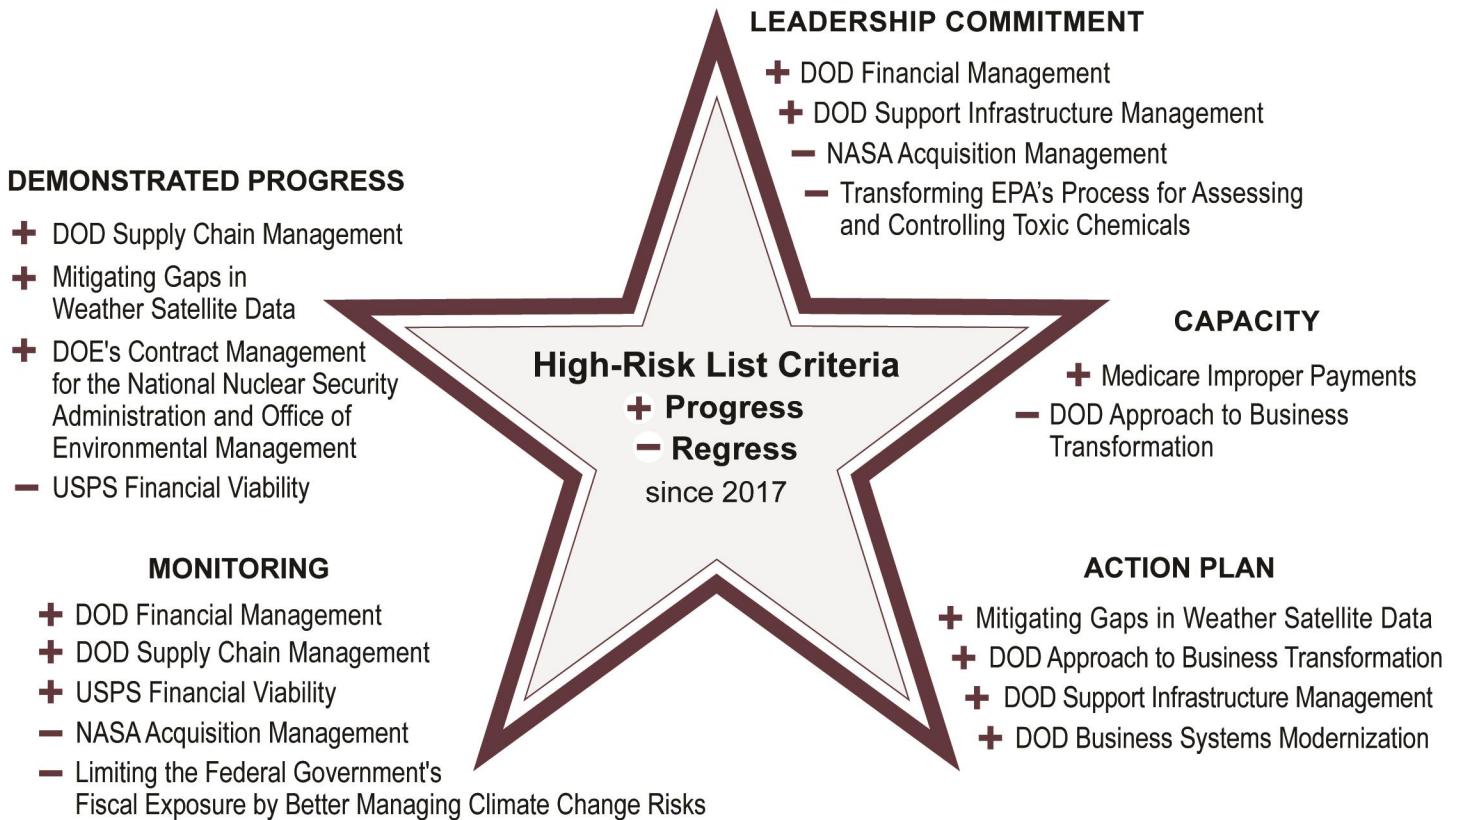 LEADERSHIP COMMITMENT
+ DOD Financial Management
+ DOD Support Infrastructure Management
− NASA Acquisition Management
− Transforming EPA’s Process for Assessing
and Controlling Toxic Chemicals
DEMONSTRATED PROGRESS
+ DOD Supply Chain Management
+ Mitigating Gaps in
Weather Satellite Data
+ DOE's Contract Management
for the National Nuclear Security
Administration and Office of
Environmental Management
− USPS Financial Viability
High-Risk List Criteria
+ Progress
− Regress
since 2017
CAPACITY
+ Medicare Improper Payments
− DOD Approach to Business
Transformation
MONITORING
+ DOD Financial Management
+ DOD Supply Chain Management
+ USPS Financial Viability
− NASA Acquisition Management
− Limiting the Federal Government's
Fiscal Exposure by Better Managing Climate Change Risks
ACTION PLAN
+ Mitigating Gaps in Weather Satellite Data
+ DOD Approach to Business Transformation
+ DOD Support Infrastructure Management
+ DOD Business Systems Modernization